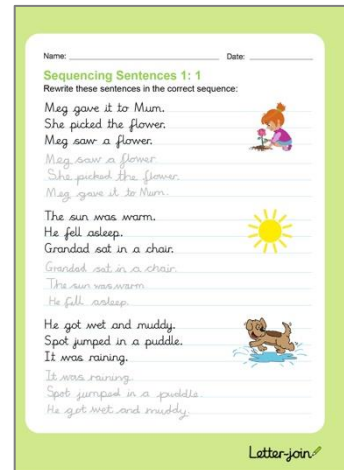 Name: Date:
Sequencing Sentences 1: 1
Rewrite these sentences in the correct sequence:
Meg gave it to Mum.
She picked the flower.
Meg saw a flower.
Meg saw a flower.
She picked the flower.
Meg gave it to Mum.
The sun was warm.
He fell asleep.
Grandad sat in a chair.
Grandad sat in a chair.
The sun was warm.
He fell asleep.
He got wet and muddy.
Spot jumped in a puddle.
It was raining.
It was raining.
Spot jumped in a puddle.
He got wet and muddy.
Letter-join